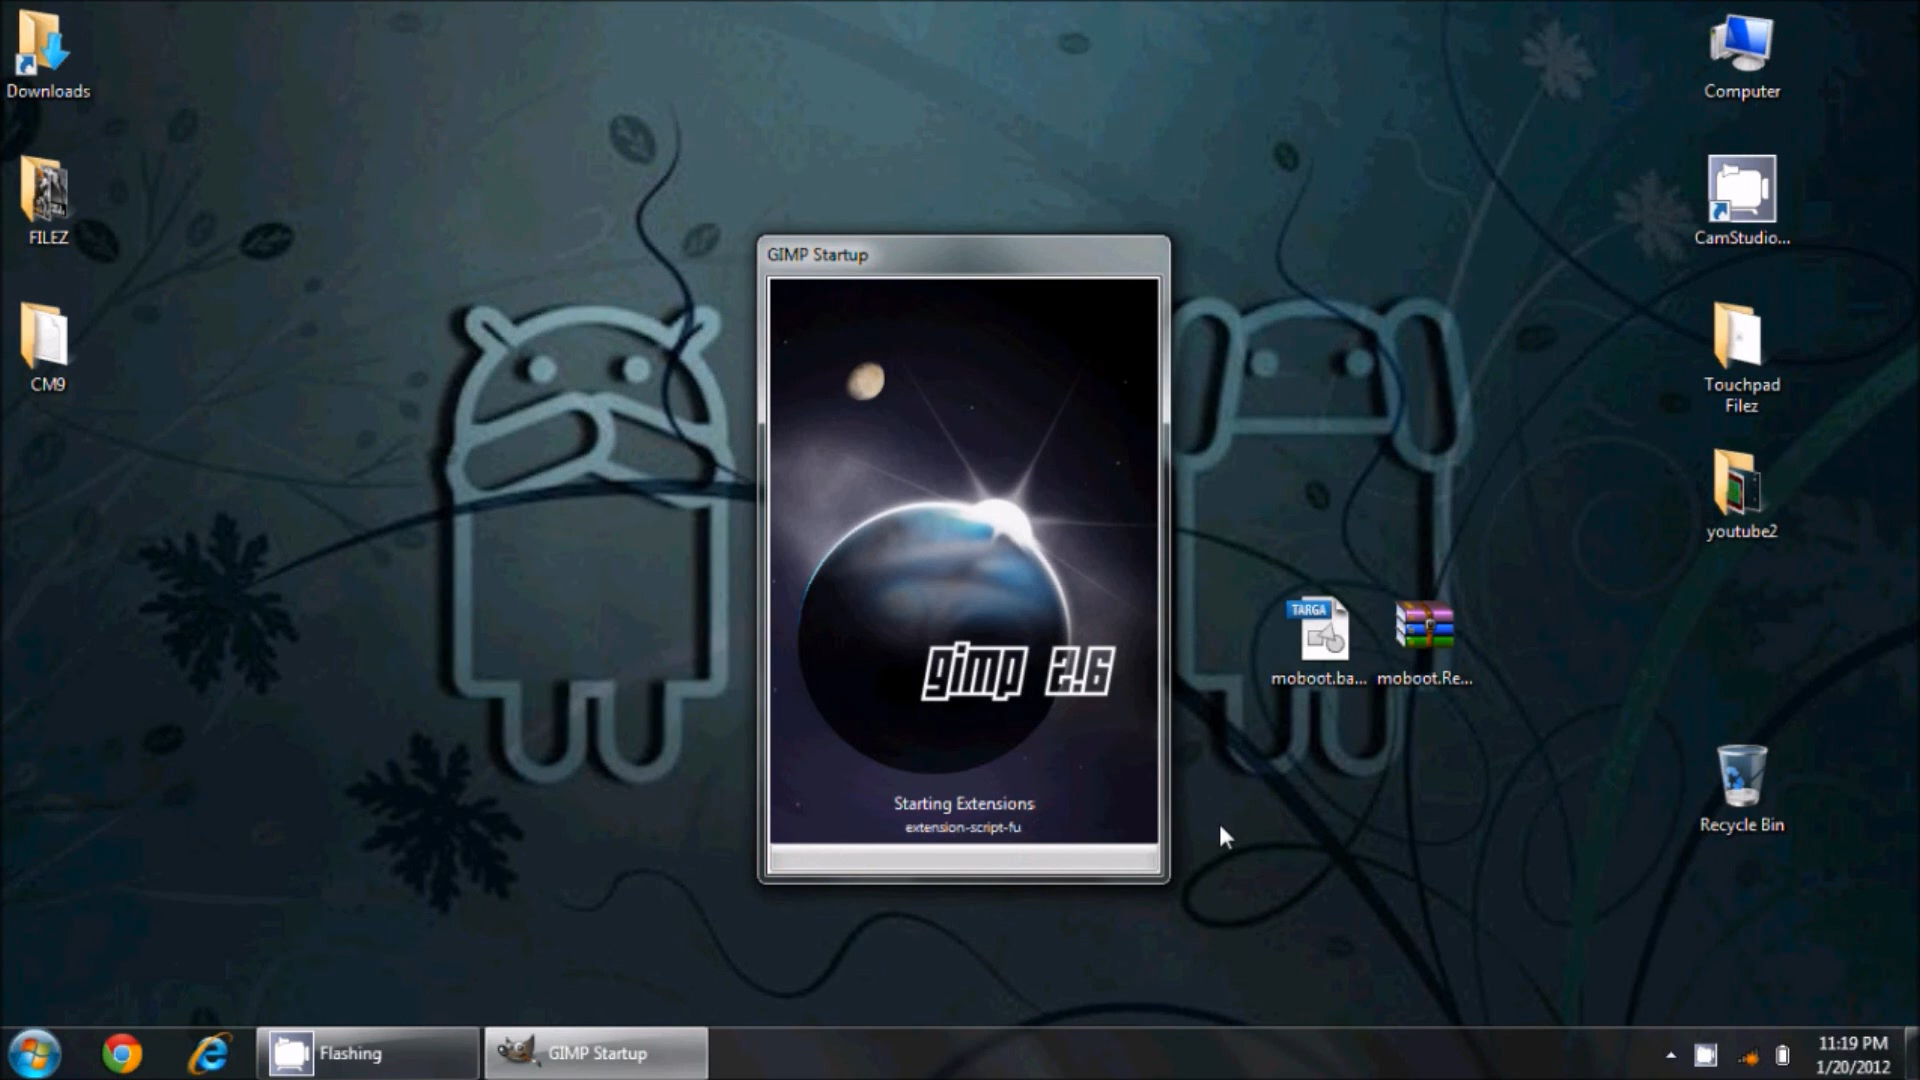 Downloads
FILEZ
CM9
GIMP Startup
gimp 2.6
Starting Extensions
extension-script-fu
TARGA
moboot.ba...
moboot.Re...
Computer
CamStudio...
Touchpad
Filez
youtube2
Recycle Bin
Flashing
GIMP Startup
11:19 PM
1/20/2012